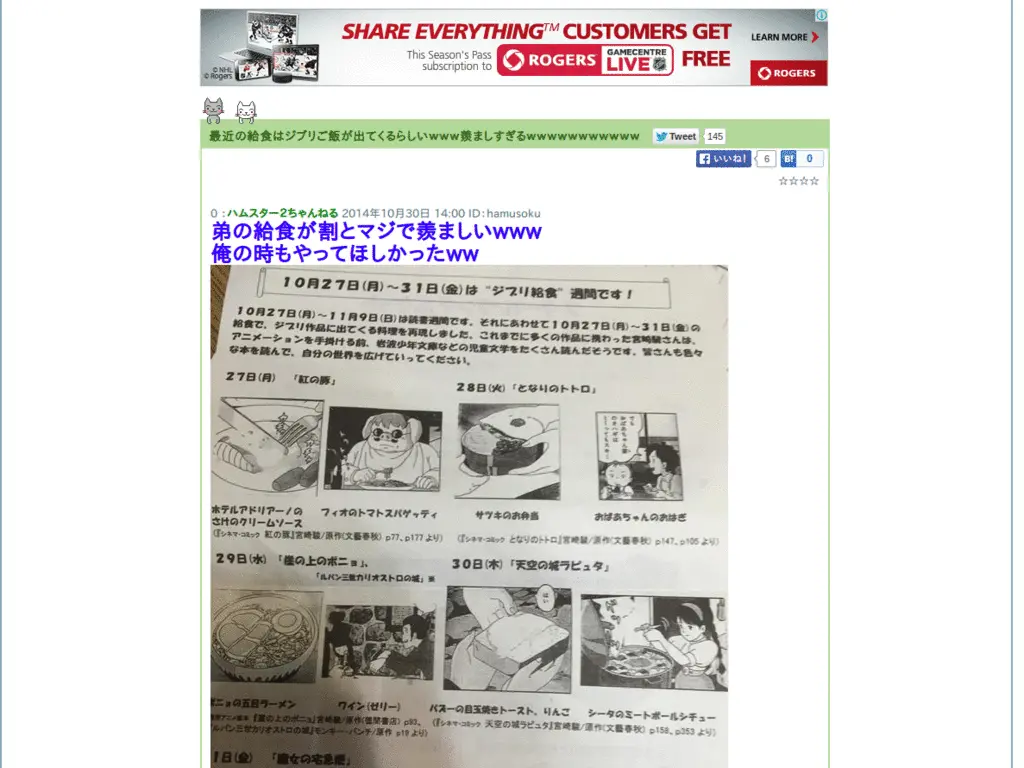 SHARE EVERYTHING™ CUSTOMERS GET
This Season's Pass
subscription to
ROGERS
GAMECENTRE
LIVE
FREE
LEARN MORE
ROGERS
© NHL
© Rogers
最近の給食はジブリご飯が出てくるらしいwww羨ましすぎるwwwwwwwwwww
Tweet 145
いいね! 6 B! 0
☆☆☆☆
0 :ハムスター2ちゃんねる 2014年10月30日 14:00 ID:hamusoku
弟の給食が割とマジで羨ましいwww
俺の時もやってほしかったww
10月27日(月)~31日(金)は "ジブリ給食" 週間です!
10月27日(月)~11月9日(日)は読書週間です。それにあわせて10月27日(月)~31日(金)の
給食で、ジブリ作品に出てくる料理を再現しました。これまでに多くの作品に携わった宮崎駿さんは、
アニメーションを手掛ける前、岩波少年文庫などの児童文学をたくさん読んだそうです。皆さんも色々
な本を読んで、自分の世界を広げていってください。
27日(月) 「紅の豚」
28日(火)「となりのトトロ」
でも
おばあちゃん
ホテルアドリアーノの
さけのクリームソース
フィオのトマトスパゲッティ
サツキのお弁当
おばあちゃんのおはぎ
(『シネマ・コミック 紅の豚』宮崎駿/原作(文藝春秋) p77、p177 より)
(『シネマ・コミック となりのトトロ』宮崎駿/原作(文藝春秋) p147、p105 より)
29日(水) 「崖の上のポニョ」、
「ルパン三世カリオストロの城」※
30日(木)「天空の城ラピュタ」
はい
ポニョの五目ラーメン
ワイン(ゼリー)
パズーの目玉焼きトースト、りんご
シータのミートボールシチュー
『崖の上のポニョ』宮崎駿/原作(徳間書店) p93、
『ルパン三世カリオストロの城』モンキー・パンチ/原作 p19 より)
(『シネマ・コミック 天空の城ラピュタ』宮崎駿/原作(文藝春秋) p158、p353 より)
1日(金) 「魔女の宅急便」